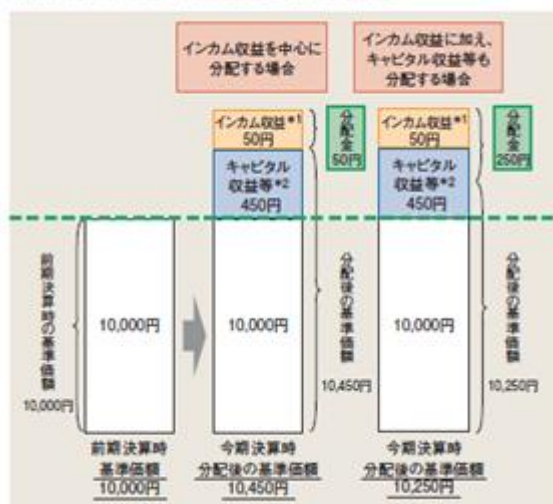 インカム収益を中心に
分配する場合
インカム収益に加え、
キャピタル収益等も
分配する場合
インカム収益*1
50円
キャピタル
収益等*2
450円
分配金
50円
インカム収益*1
50円
キャピタル
収益等*2
450円
分配金
250円
前期決算時の基準価額
10,000円
10,000円
10,000円
分配後の基準価額
10,450円
10,000円
分配後の基準価額
10,250円
前期決算時
基準価額
10,000円
今期決算時
分配後の基準価額
10,450円
今期決算時
分配後の基準価額
10,250円